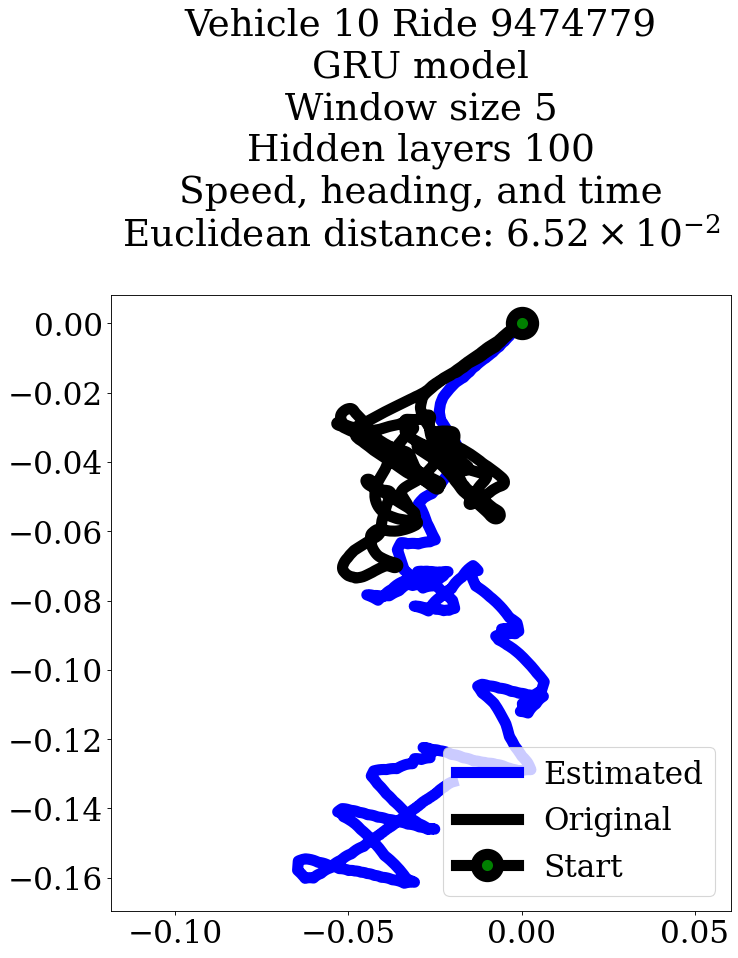 Vehicle 10 Ride 9474779
GRU model
Window size 5
Hidden layers 100
Speed, heading, and time
Euclidean distance: 6.52 × 10⁻²
0.00
−0.02
−0.04
−0.06
−0.08
−0.10
−0.12
−0.14
−0.16
Estimated
Original
Start
−0.10 −0.05 0.00 0.05